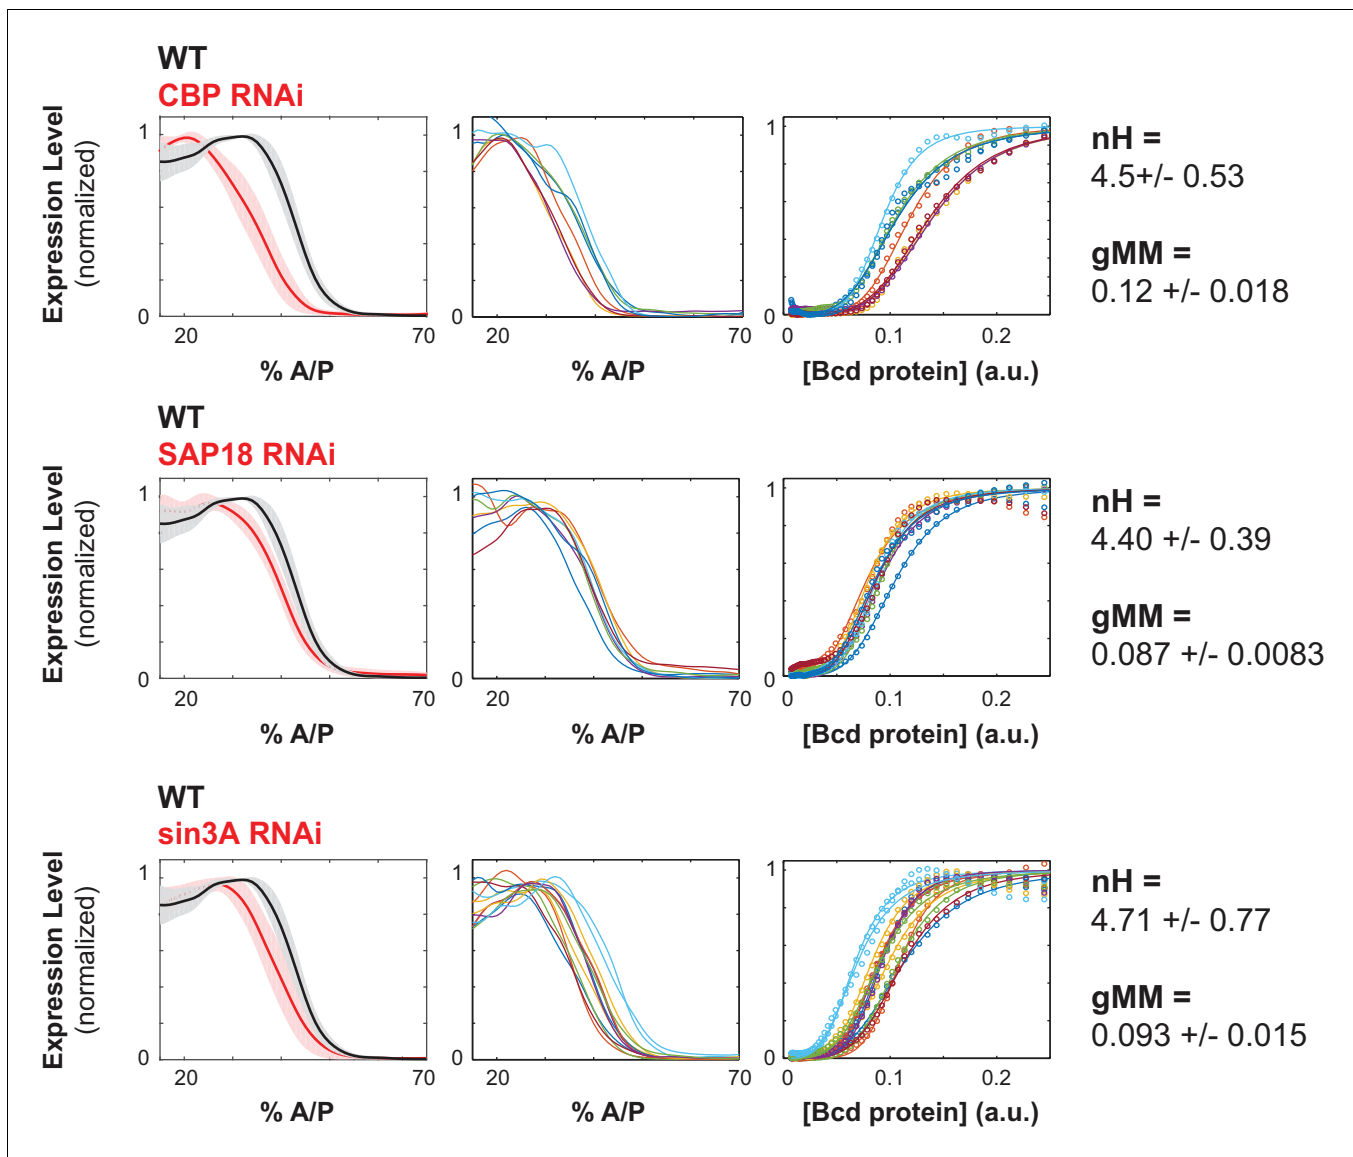 WT
CBP RNAi
Expression Level
(normalized)
1
0
20
70
% A/P
1
0
20
70
% A/P
1
0
0
0.1
0.2
[Bcd protein] (a.u.)
nH =
4.5+/- 0.53
gMM =
0.12 +/- 0.018
WT
SAP18 RNAi
Expression Level
(normalized)
1
0
20
70
% A/P
1
0
20
70
% A/P
1
0
0
0.1
0.2
[Bcd protein] (a.u.)
nH =
4.40 +/- 0.39
gMM =
0.087 +/- 0.0083
WT
sin3A RNAi
Expression Level
(normalized)
1
0
20
70
% A/P
1
0
20
70
% A/P
1
0
0
0.1
0.2
[Bcd protein] (a.u.)
nH =
4.71 +/- 0.77
gMM =
0.093 +/- 0.015